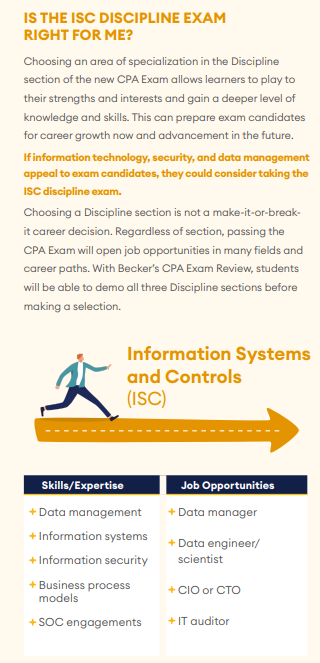 IS THE ISC DISCIPLINE EXAM
RIGHT FOR ME?
Choosing an area of specialization in the Discipline
section of the new CPA Exam allows learners to play to
their strengths and interests and gain a deeper level of
knowledge and skills. This can prepare exam candidates
for career growth now and advancement in the future.
If information technology, security, and data management
appeal to exam candidates, they could consider taking the
ISC discipline exam.
Choosing a Discipline section is not a make-it-or-break-
it career decision. Regardless of section, passing the
CPA Exam will open job opportunities in many fields and
career paths. With Becker's CPA Exam Review, students
will be able to demo all three Discipline sections before
making a selection.
Information Systems
and Controls
(ISC)
Skills/Expertise
Data management
Information systems
Information security
Business process
models
SOC engagements
Job Opportunities
Data manager
Data engineer/
scientist
CIO or CTO
IT auditor